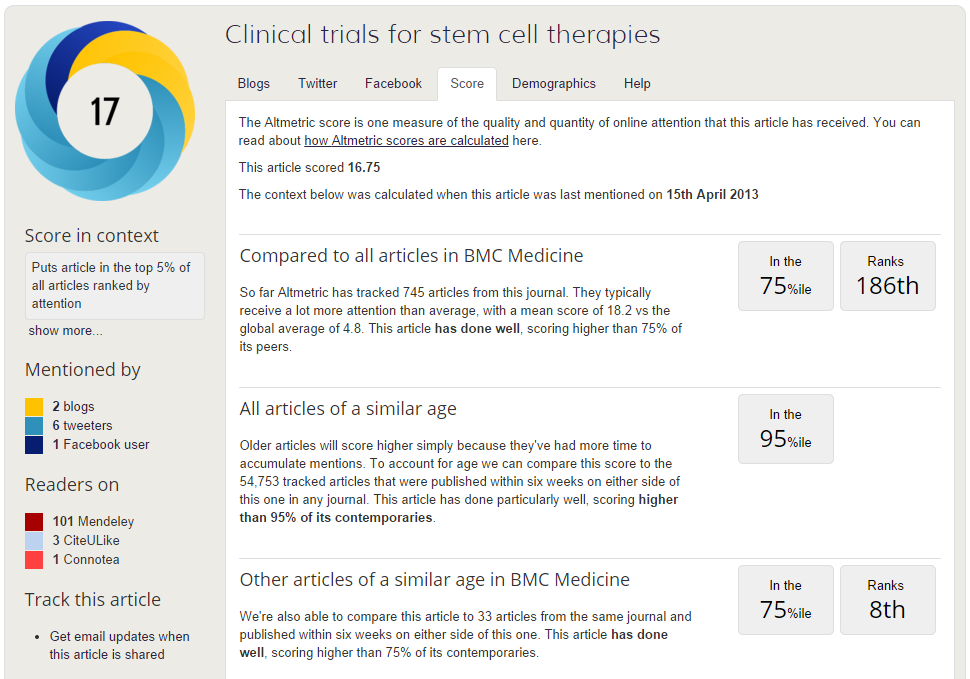 17
Score in context
Puts article in the top 5% of
all articles ranked by
attention
show more...
Mentioned by
2 blogs
6 tweeters
1 Facebook user
Readers on
101 Mendeley
3 CiteULike
1 Connotea
Track this article
• Get email updates when
this article is shared
Clinical trials for stem cell therapies
Blogs Twitter Facebook Score Demographics Help
The Altmetric score is one measure of the quality and quantity of online attention that this article has received. You can
read about how Altmetric scores are calculated here.
This article scored 16.75
The context below was calculated when this article was last mentioned on 15th April 2013
Compared to all articles in BMC Medicine
So far Altmetric has tracked 745 articles from this journal. They typically
receive a lot more attention than average, with a mean score of 18.2 vs the
global average of 4.8. This article has done well, scoring higher than 75% of
its peers.
In the
75%ile
Ranks
186th
All articles of a similar age
Older articles will score higher simply because they've had more time to
accumulate mentions. To account for age we can compare this score to the
54,753 tracked articles that were published within six weeks on either side of
this one in any journal. This article has done particularly well, scoring higher
than 95% of its contemporaries.
In the
95%ile
Other articles of a similar age in BMC Medicine
We're also able to compare this article to 33 articles from the same journal and
published within six weeks on either side of this one. This article has done
well, scoring higher than 75% of its contemporaries.
In the
75%ile
Ranks
8th